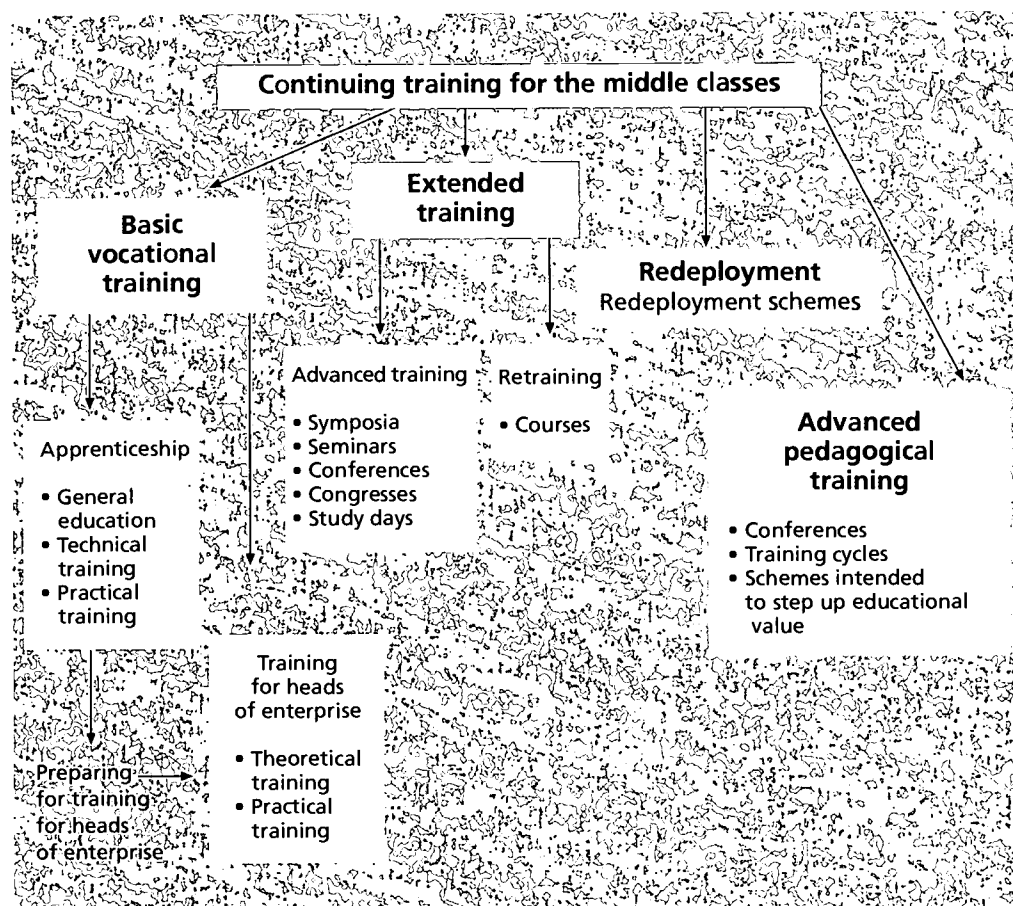 Continuing training for the middle classes
Basic
vocational
training
Extended
training
Redeployment
Redeployment schemes
Advanced
pedagogical
training
• Conferences
• Training cycles
• Schemes intended
to step up educational
value
Advanced training
• Symposia
• Seminars
• Conferences
• Congresses
• Study days
Retraining
• Courses
Apprenticeship
• General
education
• Technical
training
• Practical
training
Preparing
for training
for heads
of enterprise
Training
for heads
of enterprise
• Theoretical
training
• Practical
training